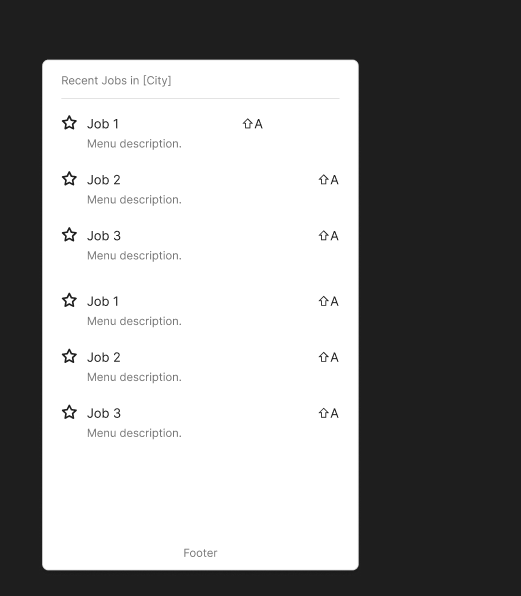 Recent Jobs in [City]
Job 1 ⇧A
Menu description.
Job 2 ⇧A
Menu description.
Job 3 ⇧A
Menu description.
Job 1 ⇧A
Menu description.
Job 2 ⇧A
Menu description.
Job 3 ⇧A
Menu description.
Footer